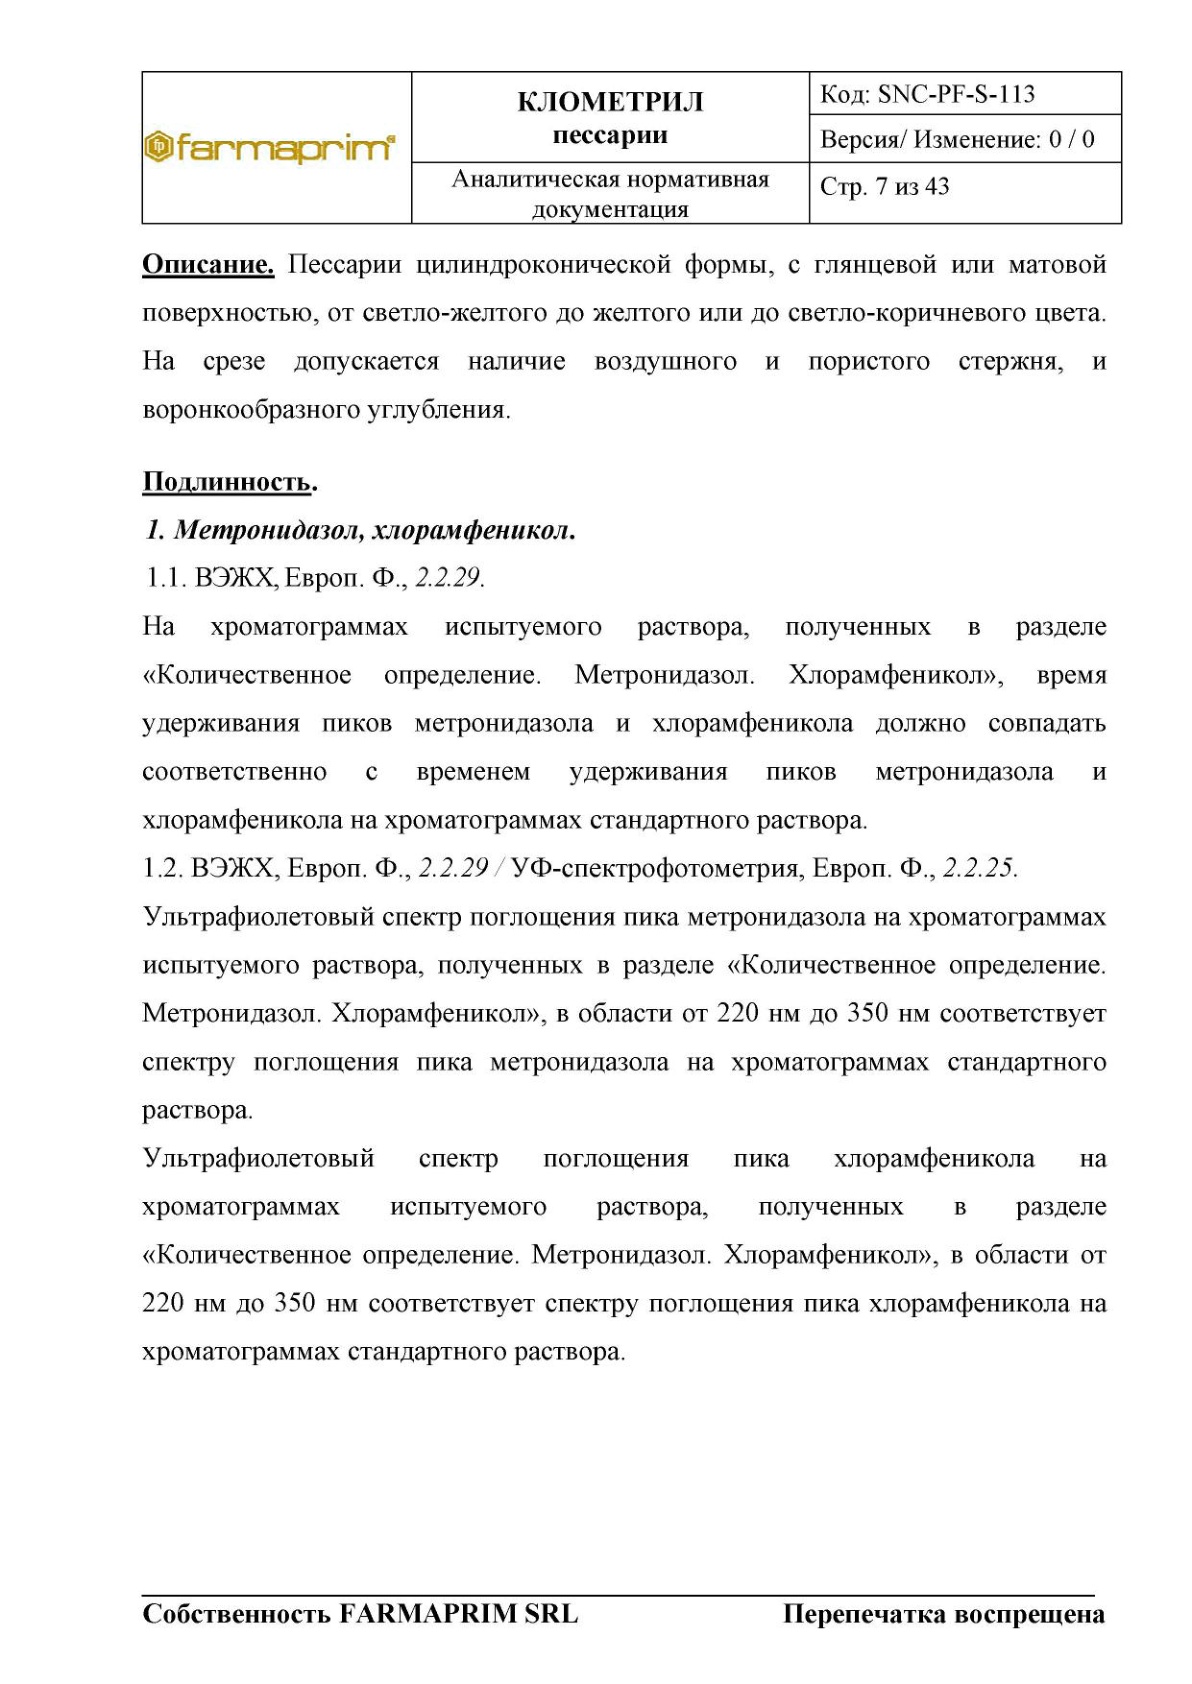 farmaprim
КЛОМЕТРИЛ
пессарии
Код: SNC-PF-S-113
Версия/ Изменение: 0 / 0
Аналитическая нормативная
документация
Стр. 7 из 43
Описание. Пессарии цилиндроконической формы, с глянцевой или матовой
поверхностью, от светло-желтого до желтого или до светло-коричневого цвета.
На срезе допускается наличие воздушного и пористого стержня, и
воронкообразного углубления.
Подлинность.
1. Метронидазол, хлорамфеникол.
1.1. ВЭЖХ, Европ. Ф., 2.2.29.
На хроматограммах испытуемого раствора, полученных в разделе
«Количественное определение. Метронидазол. Хлорамфеникол», время
удерживания пиков метронидазола и хлорамфеникола должно совпадать
соответственно с временем удерживания пиков метронидазола и
хлорамфеникола на хроматограммах стандартного раствора.
1.2. ВЭЖХ, Европ. Ф., 2.2.29 / УФ-спектрофотометрия, Европ. Ф., 2.2.25.
Ультрафиолетовый спектр поглощения пика метронидазола на хроматограммах
испытуемого раствора, полученных в разделе «Количественное определение.
Метронидазол. Хлорамфеникол», в области от 220 нм до 350 нм соответствует
спектру поглощения пика метронидазола на хроматограммах стандартного
раствора.
Ультрафиолетовый спектр поглощения пика хлорамфеникола на
хроматограммах испытуемого раствора, полученных в разделе
«Количественное определение. Метронидазол. Хлорамфеникол», в области от
220 нм до 350 нм соответствует спектру поглощения пика хлорамфеникола на
хроматограммах стандартного раствора.
Собственность FARMAPRIM SRL Перепечатка воспрещена